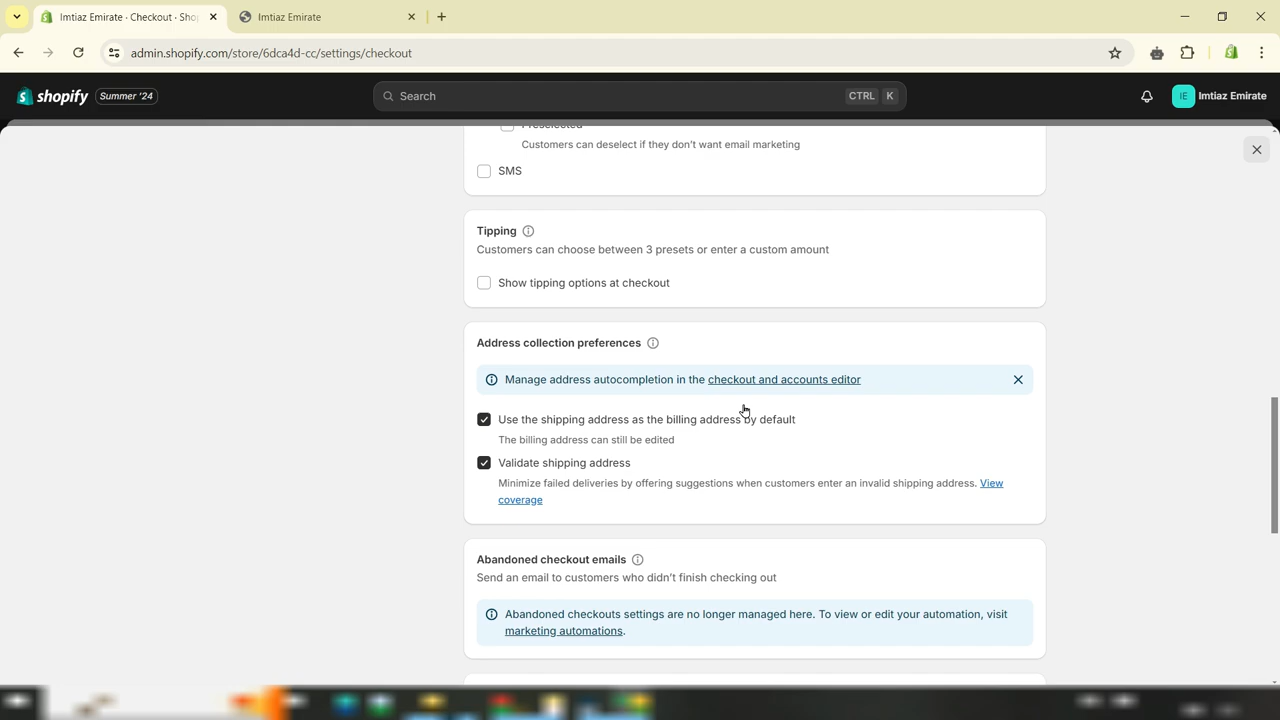 Imtiaz Emirate · Checkout · Sho
Imtiaz Emirate
admin.shopify.com/store/6dca4d-cc/settings/checkout
shopify
Summer '24
Search
CTRL K
IE
Imtiaz Emirate
Preselected
Customers can deselect if they don't want email marketing
SMS
Tipping
Customers can choose between 3 presets or enter a custom amount
Show tipping options at checkout
Address collection preferences
Manage address autocompletion in the checkout and accounts editor
Use the shipping address as the billing address by default
The billing address can still be edited
Validate shipping address
Minimize failed deliveries by offering suggestions when customers enter an invalid shipping address. View
coverage
Abandoned checkout emails
Send an email to customers who didn't finish checking out
Abandoned checkouts settings are no longer managed here. To view or edit your automation, visit
marketing automations.